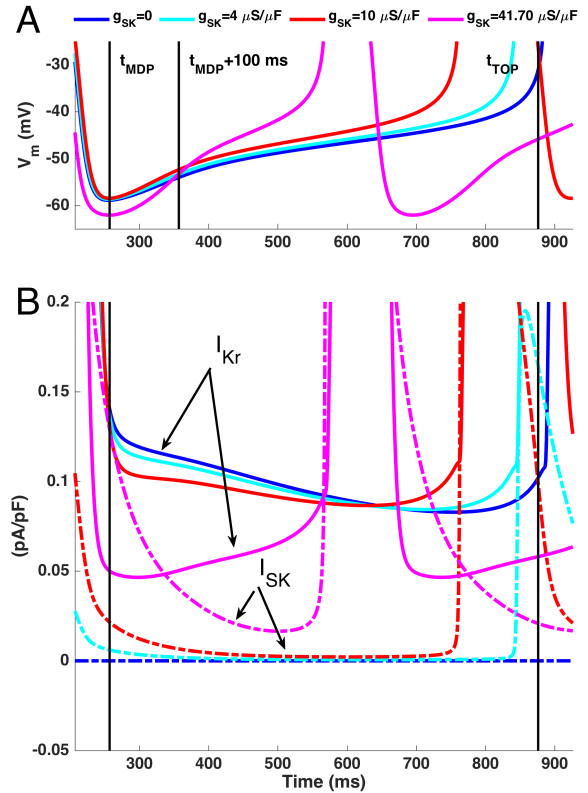 A
g_SK=0 g_SK=4 μS/μF g_SK=10 μS/μF g_SK=41.70 μS/μF
t_MDP t_MDP+100 ms t_TOP
V_m (mV)
-30
-40
-50
-60
300 400 500 600 700 800 900
B
(pA/pF)
0.2
0.15
0.1
0.05
0
-0.05
I_Kr
I_SK
300 400 500 600 700 800 900
Time (ms)